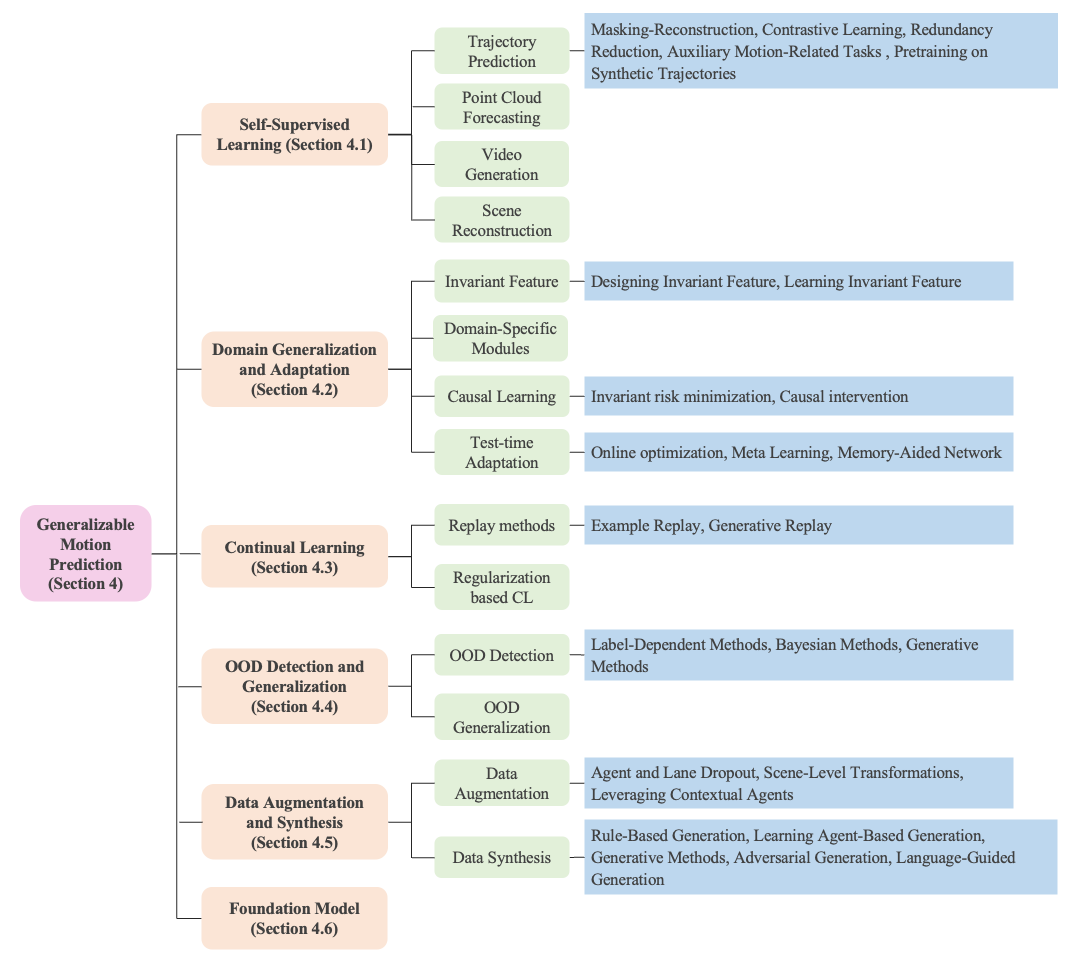 Generalizable
Motion
Prediction
(Section 4)
Self-Supervised
Learning (Section 4.1)
Trajectory
Prediction
Masking-Reconstruction, Contrastive Learning, Redundancy
Reduction, Auxiliary Motion-Related Tasks , Pretraining on
Synthetic Trajectories
Point Cloud
Forecasting
Video
Generation
Scene
Reconstruction
Domain Generalization
and Adaptation
(Section 4.2)
Invariant Feature
Designing Invariant Feature, Learning Invariant Feature
Domain-Specific
Modules
Causal Learning
Invariant risk minimization, Causal intervention
Test-time
Adaptation
Online optimization, Meta Learning, Memory-Aided Network
Continual Learning
(Section 4.3)
Replay methods
Example Replay, Generative Replay
Regularization
based CL
OOD Detection and
Generalization
(Section 4.4)
OOD Detection
Label-Dependent Methods, Bayesian Methods, Generative
Methods
OOD
Generalization
Data Augmentation
and Synthesis
(Section 4.5)
Data
Augmentation
Agent and Lane Dropout, Scene-Level Transformations,
Leveraging Contextual Agents
Data Synthesis
Rule-Based Generation, Learning Agent-Based Generation,
Generative Methods, Adversarial Generation, Language-Guided
Generation
Foundation Model
(Section 4.6)